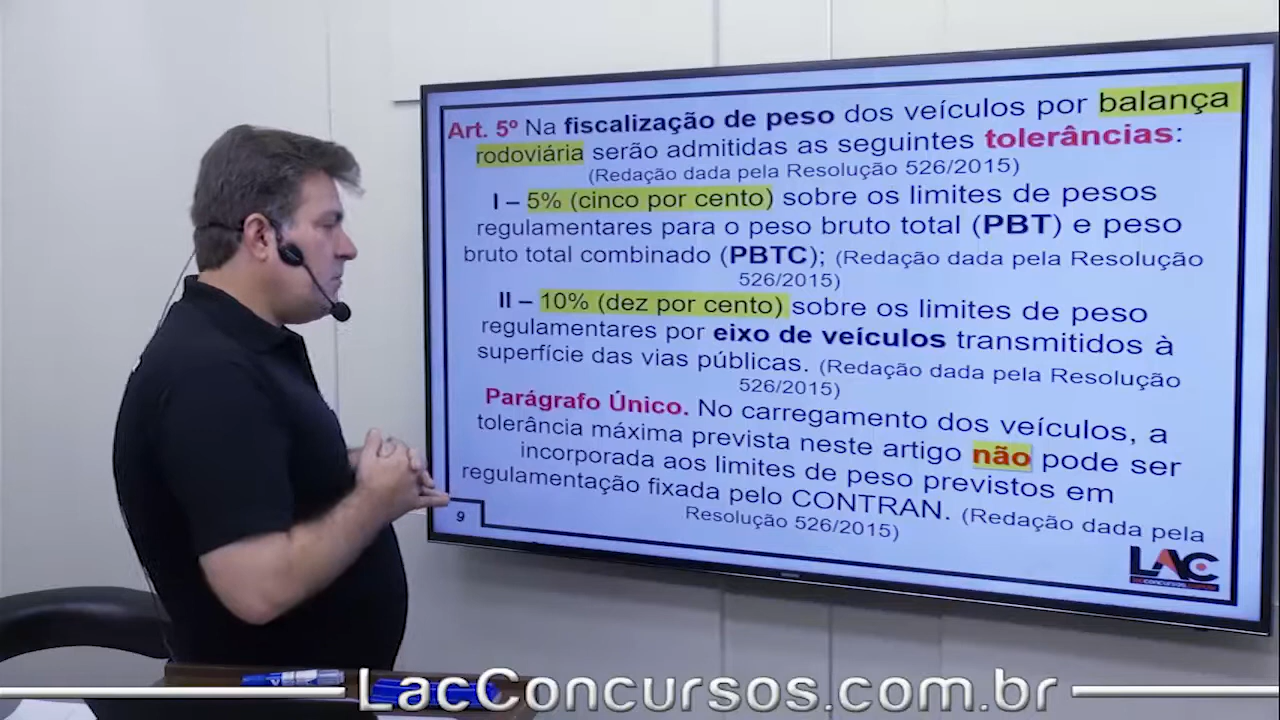 Art. 5º Na fiscalização de peso dos veículos por balança
rodoviária serão admitidas as seguintes tolerâncias:
(Redação dada pela Resolução 526/2015)
I – 5% (cinco por cento) sobre os limites de pesos
regulamentares para o peso bruto total (PBT) e peso
bruto total combinado (PBTC); (Redação dada pela Resolução
526/2015)
II – 10% (dez por cento) sobre os limites de peso
regulamentares por eixo de veículos transmitidos à
superfície das vias públicas. (Redação dada pela Resolução
526/2015)
Parágrafo Único. No carregamento dos veículos, a
tolerância máxima prevista neste artigo não pode ser
incorporada aos limites de peso previstos em
regulamentação fixada pelo CONTRAN. (Redação dada pela
Resolução 526/2015)
9
LAC
LacConcursos.com.br